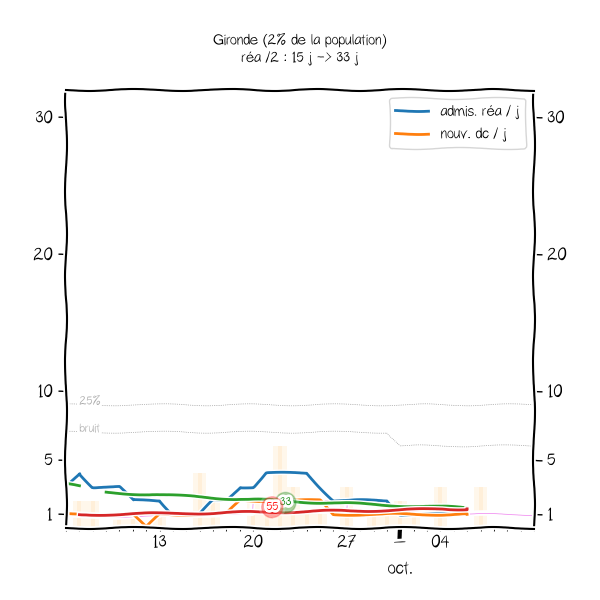 Gironde (2% de la population)
réa /2 : 15 j -> 33 j
admis. réa / j
nouv. dc / j
30
30
20
20
10
10
25%
bruit
5
5
55
33
1
1
13
20
27
04
oct.